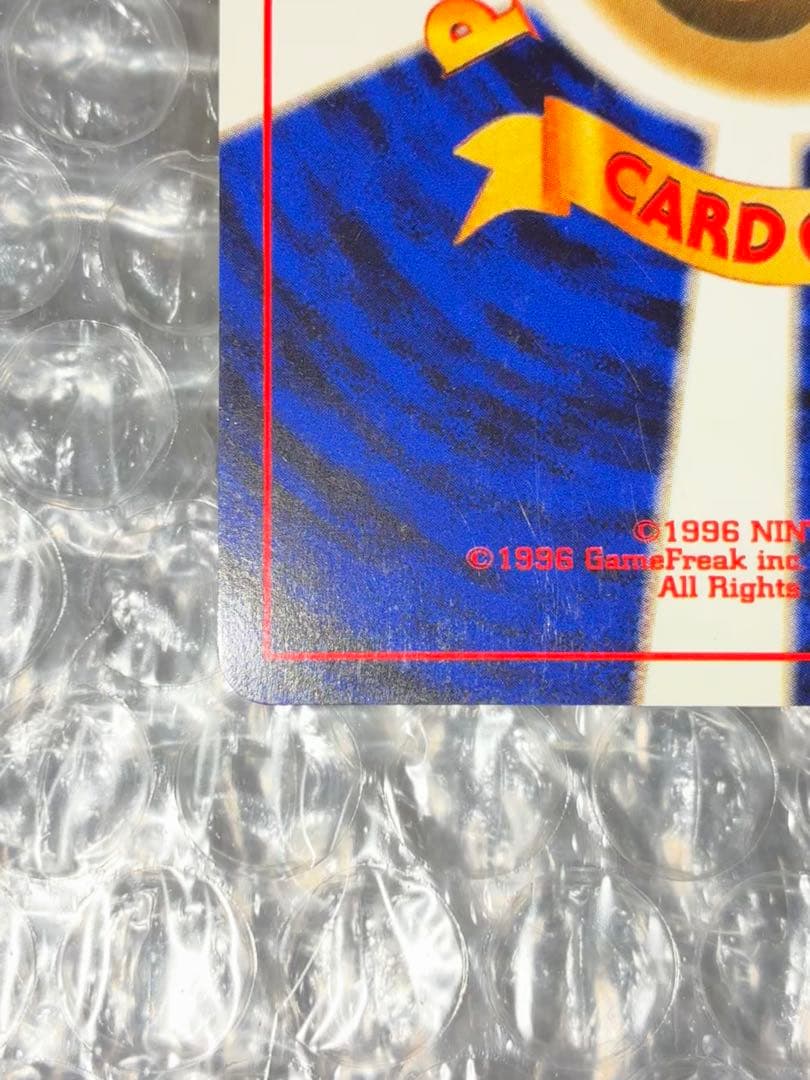 P
CARD
©1996 NIN
©1996 GameFreak inc.
All Rights